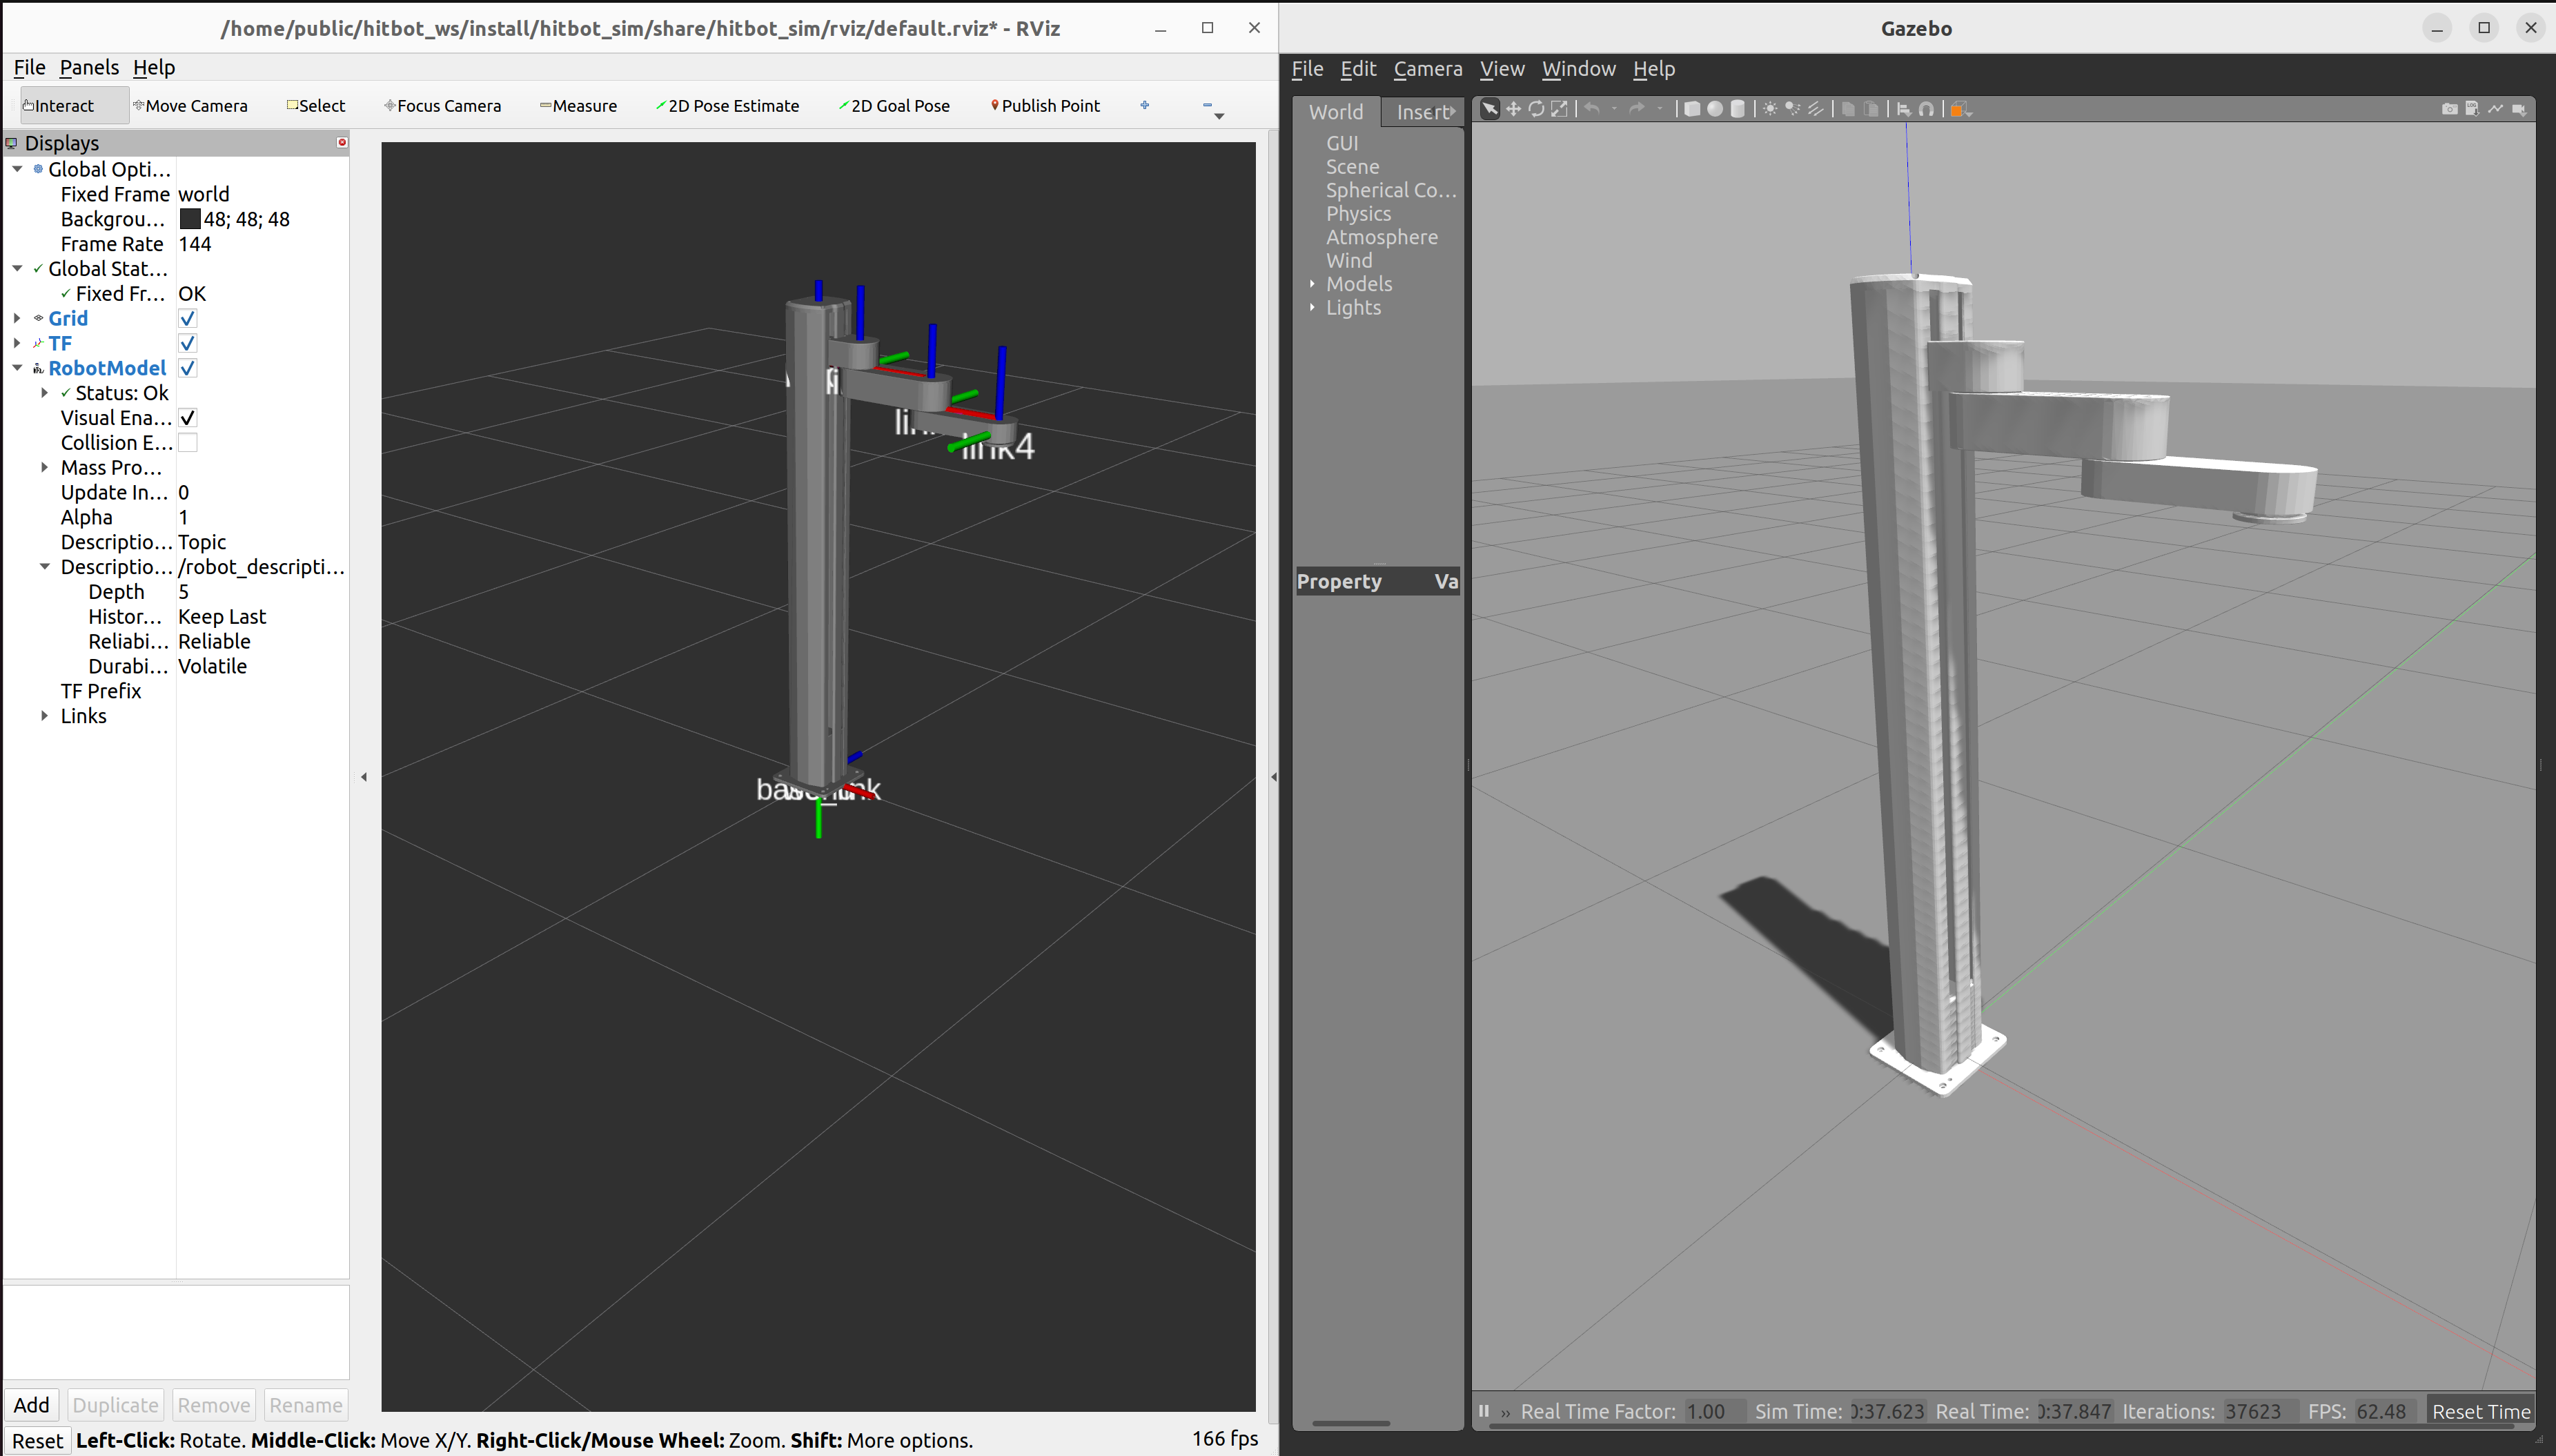 /home/public/hitbot_ws/install/hitbot_sim/share/hitbot_sim/rviz/default.rviz* - RViz
File Panels Help
Interact Move Camera Select Focus Camera Measure 2D Pose Estimate 2D Goal Pose Publish Point
Displays
Global Opti...
Fixed Frame world
Backgrou... 48; 48; 48
Frame Rate 144
Global Stat...
Fixed Fr... OK
Grid
TF
RobotModel
Status: Ok
Visual Ena...
Collision E...
Mass Pro...
Update In... 0
Alpha 1
Descriptio... Topic
Descriptio... /robot_descripti...
Depth 5
Histor... Keep Last
Reliabi... Reliable
Durabi... Volatile
TF Prefix
Links
link4
Add Duplicate Remove Rename
Reset Left-Click: Rotate. Middle-Click: Move X/Y. Right-Click/Mouse Wheel: Zoom. Shift: More options. 166 fps
Gazebo
File Edit Camera View Window Help
World Insert
GUI
Scene
Spherical Co...
Physics
Atmosphere
Wind
Models
Lights
Property Va
Real Time Factor: 1.00 Sim Time: 0:37.623 Real Time: 0:37.847 Iterations: 37623 FPS: 62.48 Reset Time